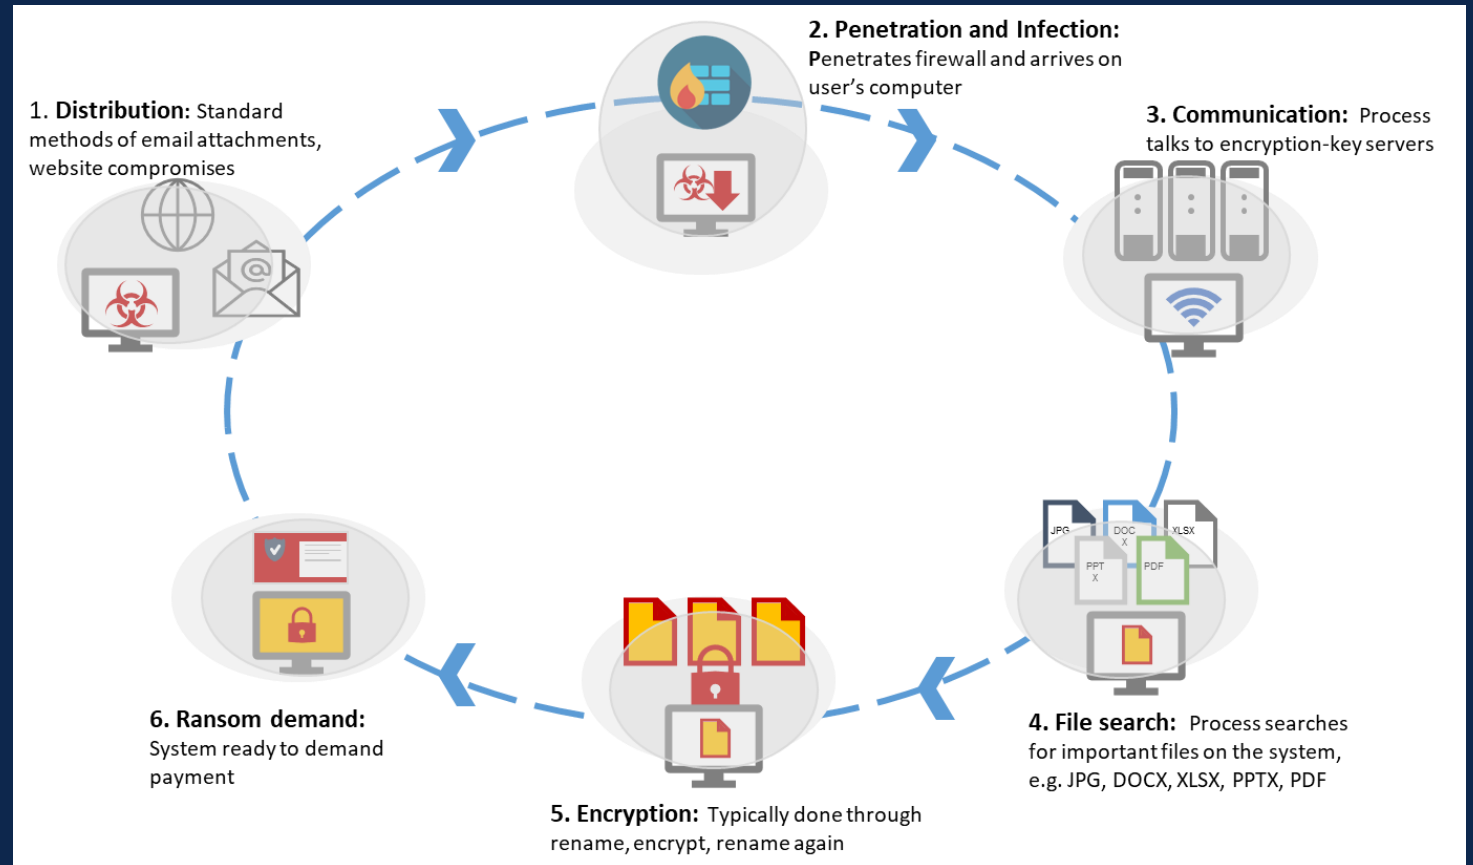 1. Distribution: Standard
methods of email attachments,
website compromises
2. Penetration and Infection:
Penetrates firewall and arrives on
user's computer
3. Communication: Process
talks to encryption-key servers
JPG
DOC
X
XLSX
PPT
X
PDF
4. File search: Process searches
for important files on the system,
e.g. JPG, DOCX, XLSX, PPTX, PDF
5. Encryption: Typically done through
rename, encrypt, rename again
6. Ransom demand:
System ready to demand
payment
@